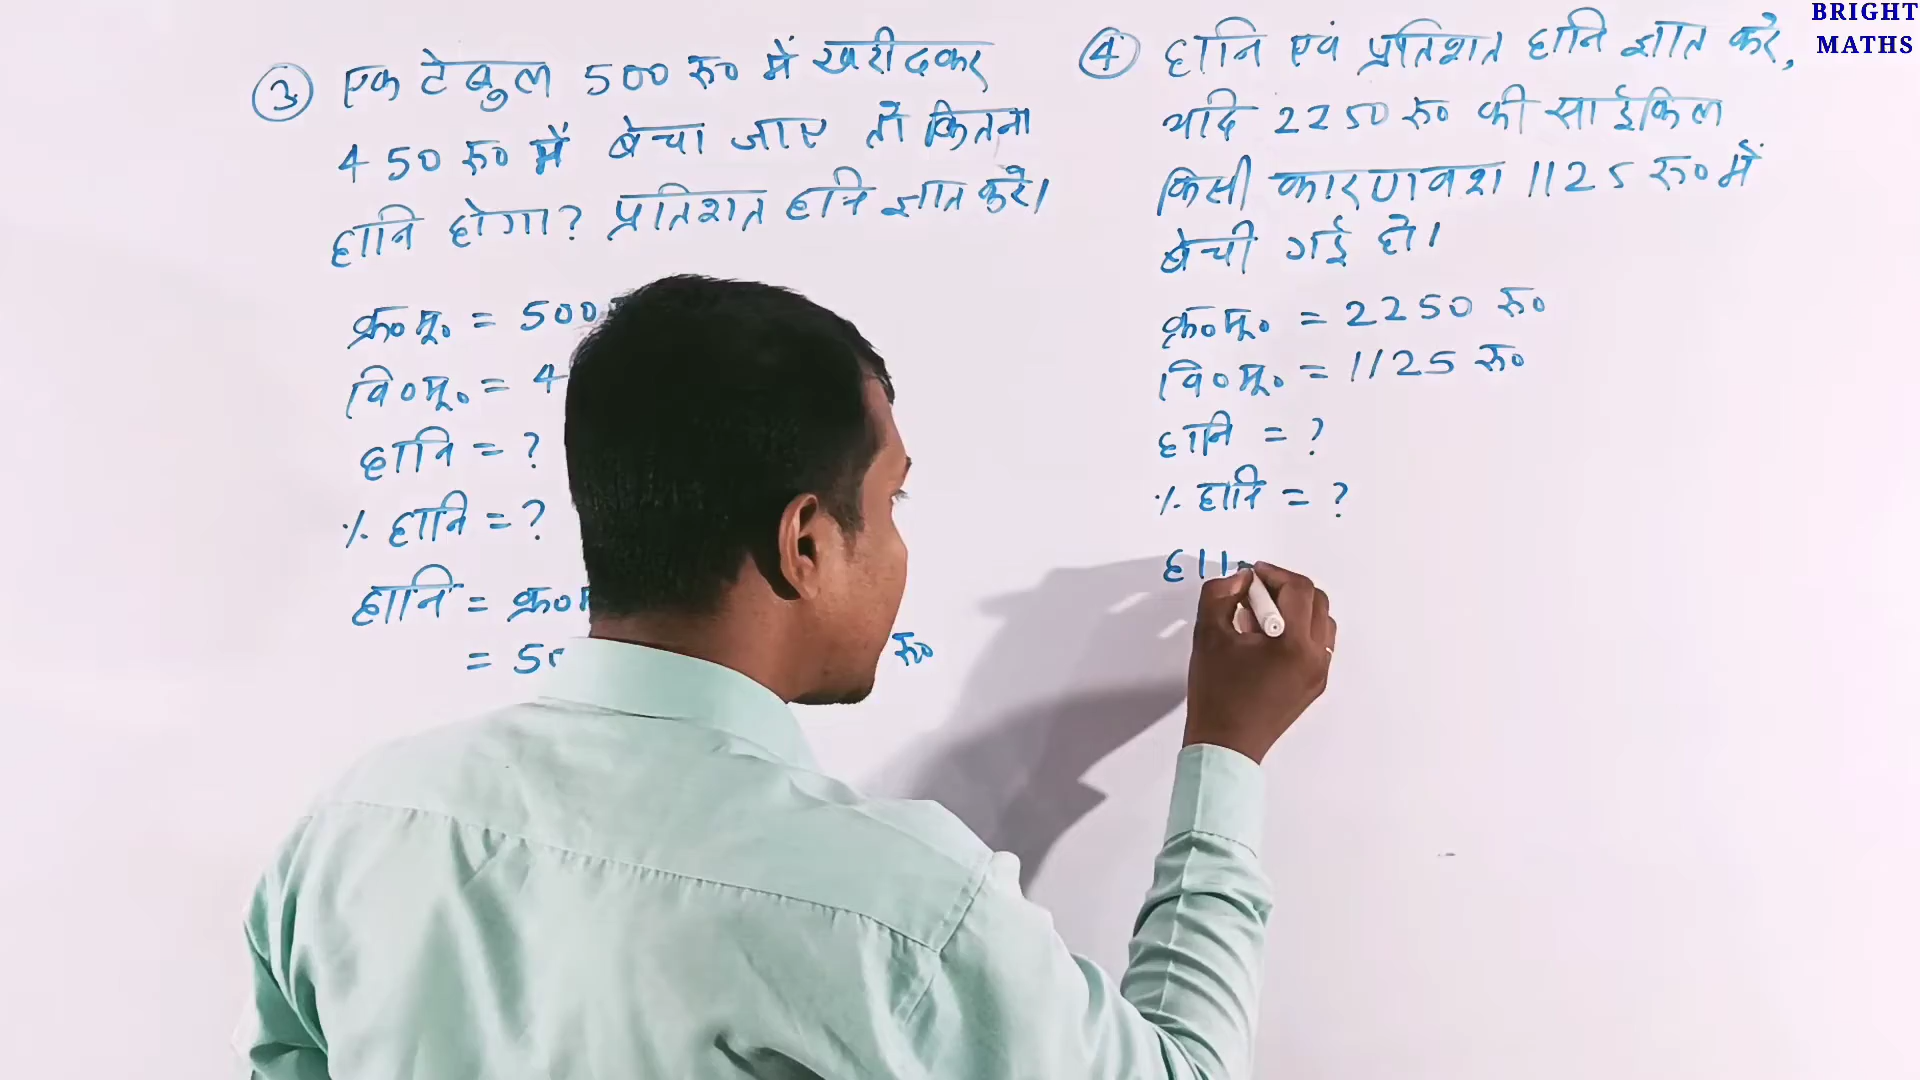 ③ एक टेबुल 500 रु० में खरीदकर
450 रु० में बेचा जाए तो कितना
हानि होगा? प्रतिशत हानि ज्ञात करें।
क्र०मू० = 500
वि०मू० = 4
हानि = ?
% हानि = ?
हानि = क्र०
= 50
रु०
④ हानि एवं प्रतिशत हानि ज्ञात करें,
यदि 2250 रु० की साईकिल
किसी कारणवश 1125 रु० में
बेची गई हो।
क्र०मू० = 2250 रु०
वि०मू० = 1125 रु०
हानि = ?
% हानि = ?
BRIGHT
MATHS